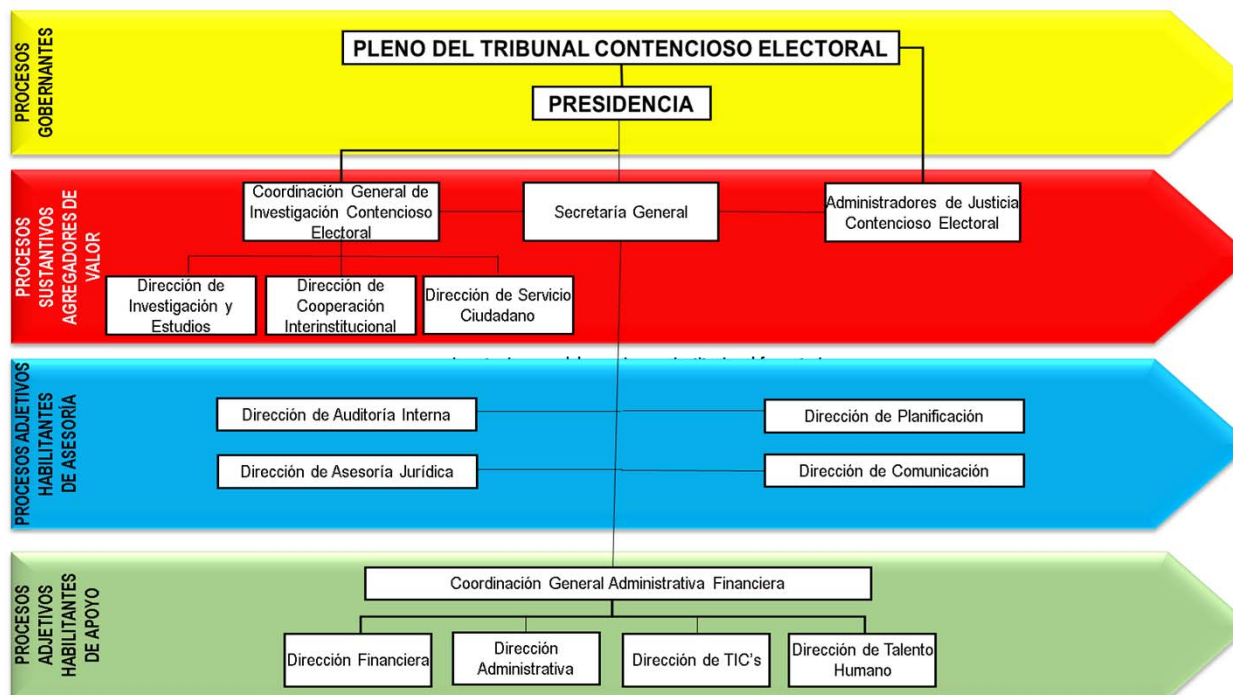 PROCESOS
GOBERNANTES
PLENO DEL TRIBUNAL CONTENCIOSO ELECTORAL
PRESIDENCIA
PROCESOS
SUSTANTIVOS
AGREGADORES DE
VALOR
Coordinación General de
Investigación Contencioso
Electoral
Secretaría General
Administradores de Justicia
Contencioso Electoral
Dirección de
Investigación y
Estudios
Dirección de
Cooperación
Interinstitucional
Dirección de Servicio
Ciudadano
PROCESOS ADJETIVOS
HABILITANTES
DE ASESORÍA
Dirección de Auditoría Interna
Dirección de Planificación
Dirección de Asesoría Jurídica
Dirección de Comunicación
PROCESOS
ADJETIVOS
HABILITANTES
DE APOYO
Coordinación General Administrativa Financiera
Dirección Financiera
Dirección
Administrativa
Dirección de TIC's
Dirección de Talento
Humano